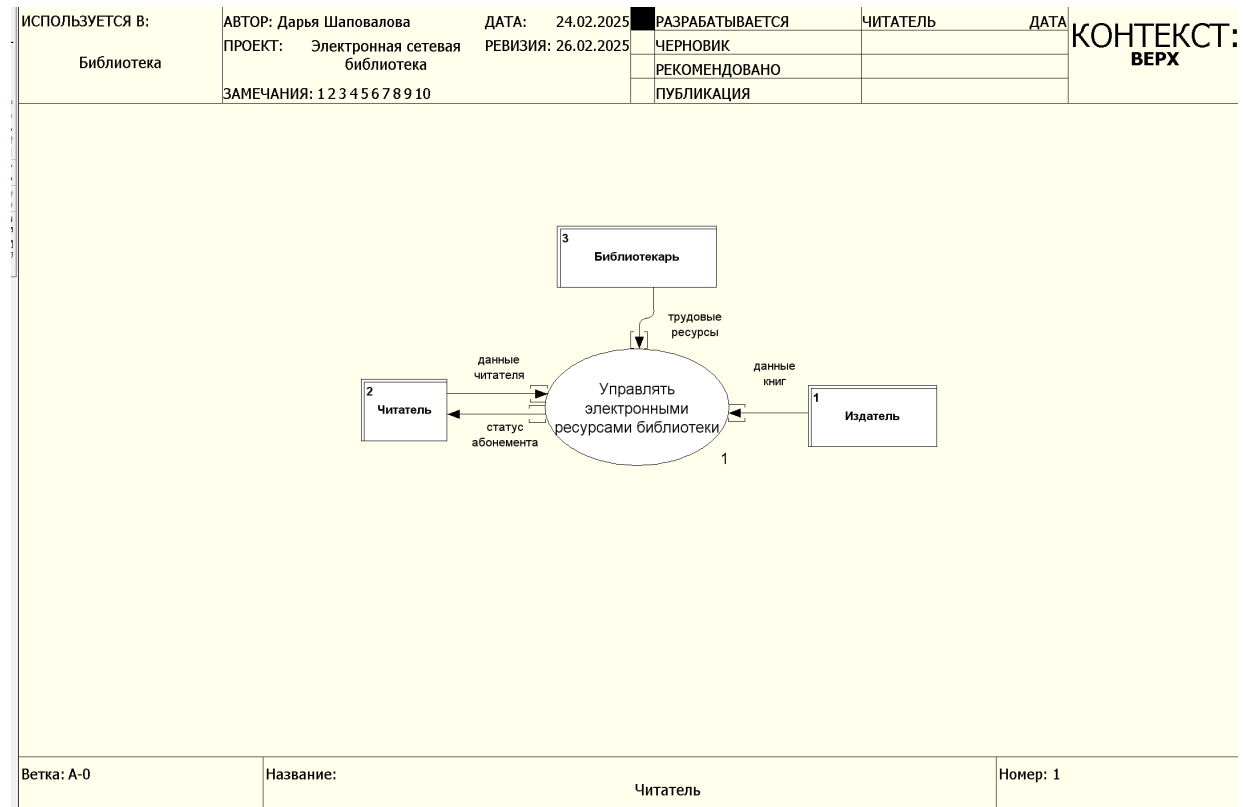 ИСПОЛЬЗУЕТСЯ В:
Библиотека
АВТОР: Дарья Шаповалова
ДАТА: 24.02.2025
ПРОЕКТ: Электронная сетевая
библиотека
РЕВИЗИЯ: 26.02.2025
ЗАМЕЧАНИЯ: 1 2 3 4 5 6 7 8 9 10
РАЗРАБАТЫВАЕТСЯ
ЧЕРНОВИК
РЕКОМЕНДОВАНО
ПУБЛИКАЦИЯ
ЧИТАТЕЛЬ ДАТА
КОНТЕКСТ:
ВЕРХ
3
Библиотекарь
трудовые
ресурсы
данные
читателя
2
Читатель
статус
абонемента
Управлять
электронными
ресурсами библиотеки
1
данные
книг
1
Издатель
Ветка: A-0
Название:
Читатель
Номер: 1